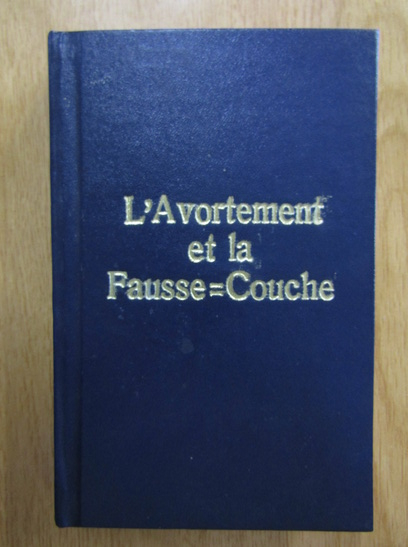 L'Avortement
et la
Fausse=Couche